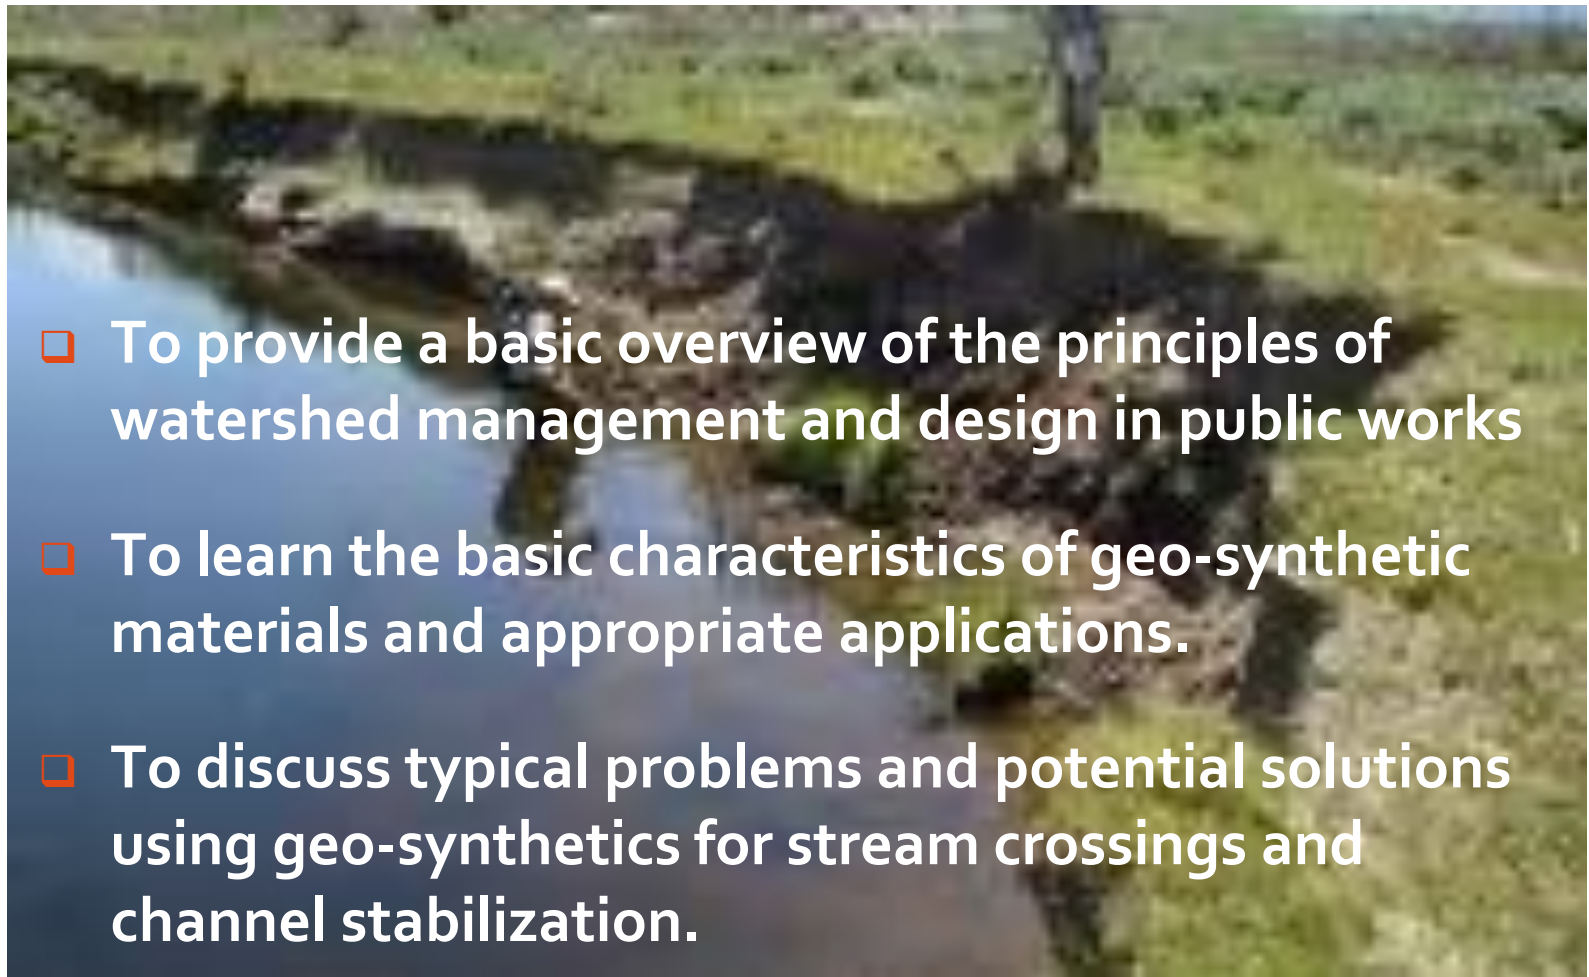 ❑ To provide a basic overview of the principles of
watershed management and design in public works
❑ To learn the basic characteristics of geo-synthetic
materials and appropriate applications.
❑ To discuss typical problems and potential solutions
using geo-synthetics for stream crossings and
channel stabilization.